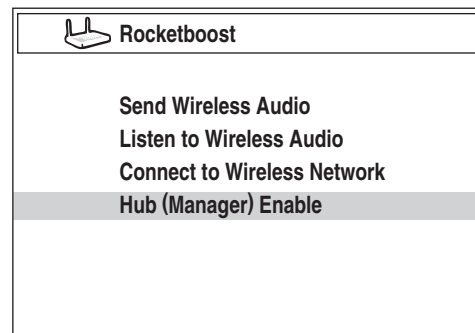 Rocketboost
Send Wireless Audio
Listen to Wireless Audio
Connect to Wireless Network
Hub (Manager) Enable